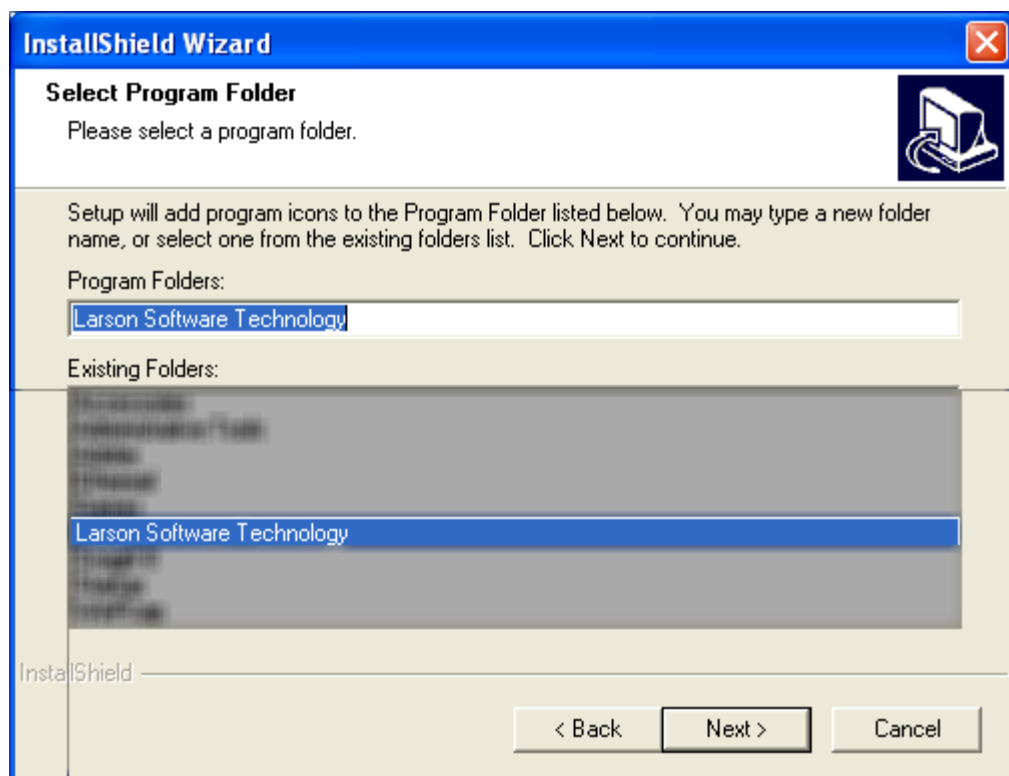 InstallShield Wizard
Select Program Folder
Please select a program folder.
Setup will add program icons to the Program Folder listed below. You may type a new folder
name, or select one from the existing folders list. Click Next to continue.
Program Folders:
Larson Software Technology
Existing Folders:
Larson Software Technology
InstallShield
< Back
Next >
Cancel